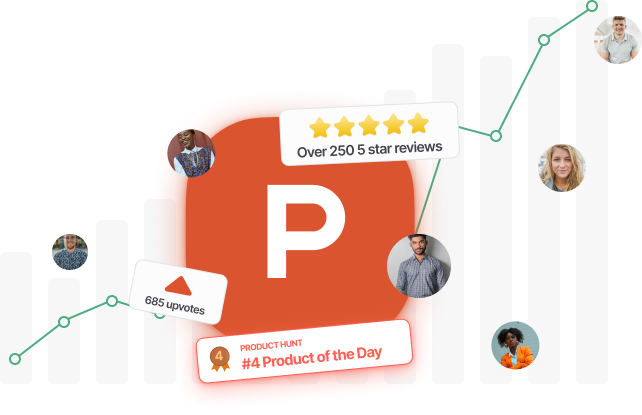 Over 250 5 star reviews
P
685 upvotes
4
PRODUCT HUNT
#4 Product of the Day